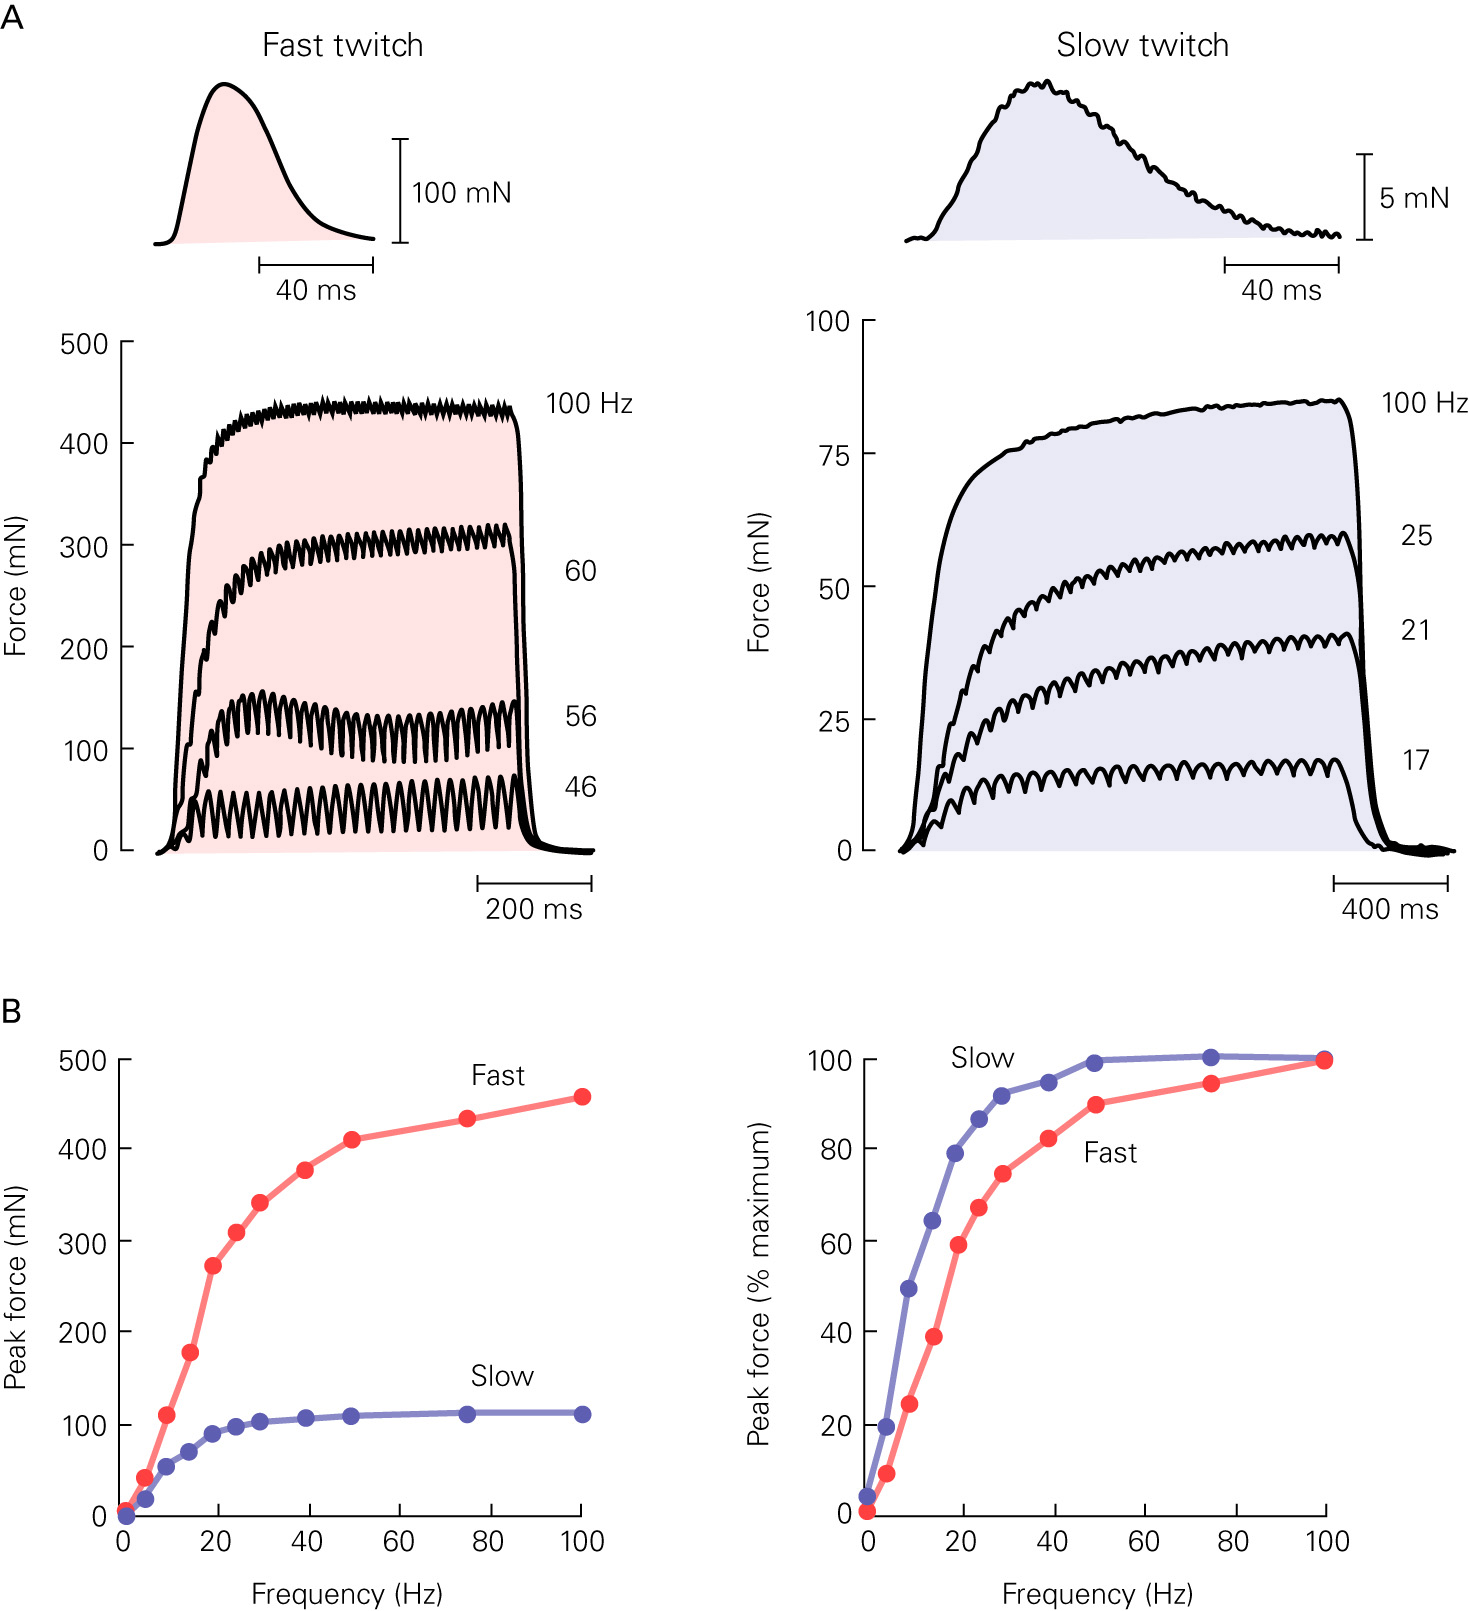 A
Fast twitch
100 mN
40 ms
Slow twitch
5 mN
40 ms
Force (mN)
500
400
300
200
100
0
100 Hz
60
56
46
200 ms
Force (mN)
100
75
50
25
0
100 Hz
25
21
17
400 ms
B
Peak force (mN)
500
400
300
200
100
0
Fast
Slow
0 20 40 60 80 100
Frequency (Hz)
Peak force (% maximum)
100
80
60
40
20
0
Slow
Fast
0 20 40 60 80 100
Frequency (Hz)